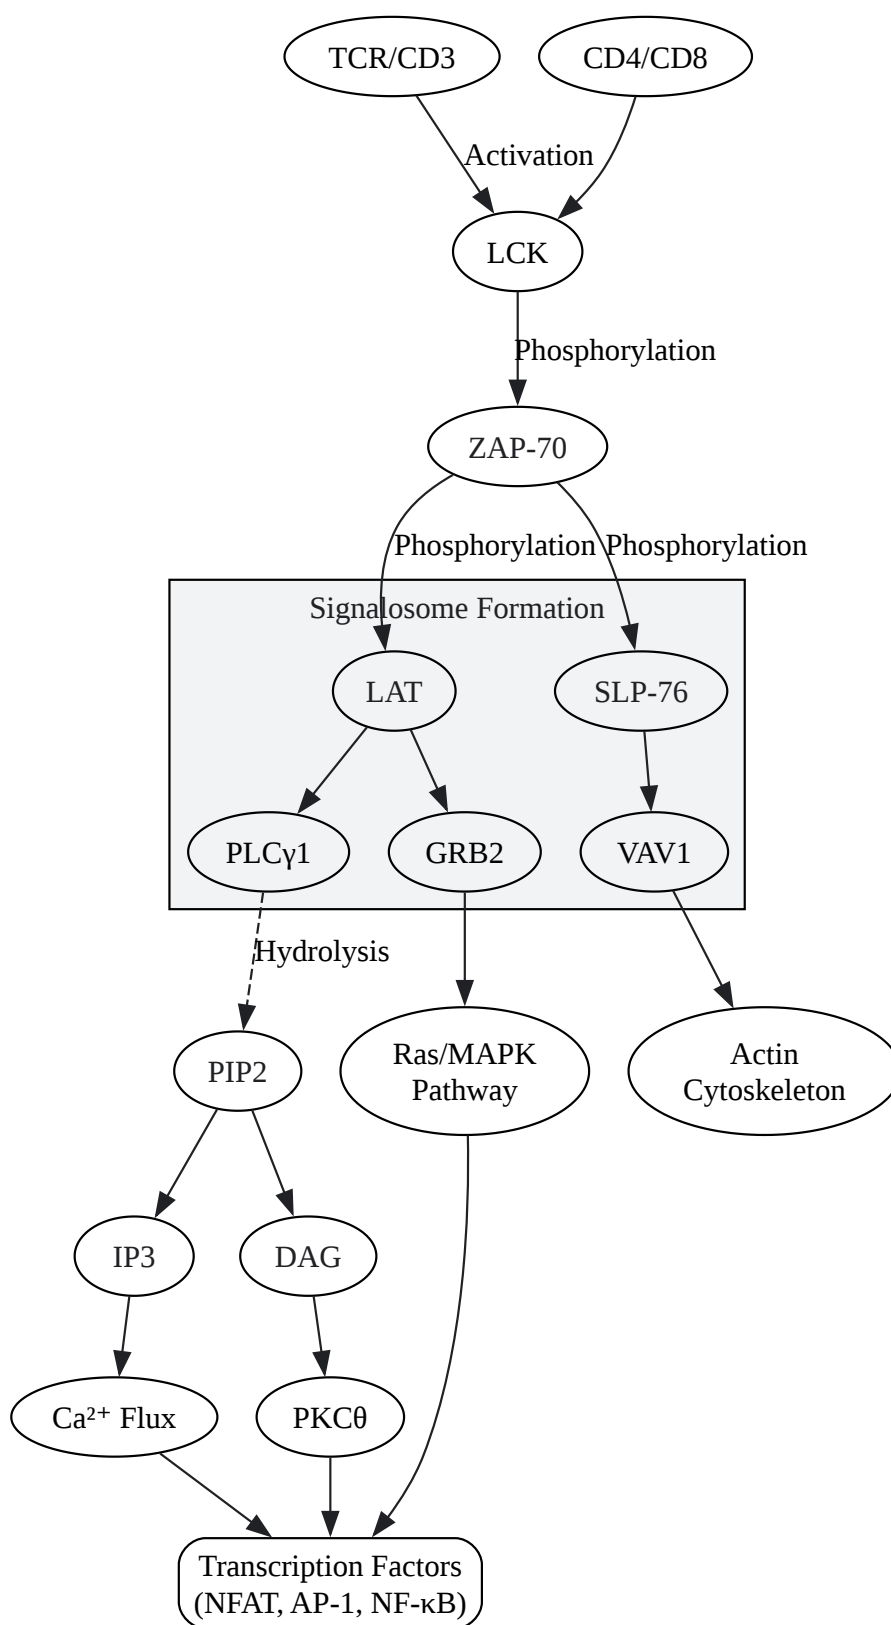 TCR/CD3
CD4/CD8
Activation
LCK
Phosphorylation
ZAP-70
Phosphorylation
Phosphorylation
Signalosome Formation
LAT
SLP-76
PLCγ1
GRB2
VAV1
Hydrolysis
PIP2
Ras/MAPK
Pathway
Actin
Cytoskeleton
IP3
DAG
Ca²⁺ Flux
PKCθ
Transcription Factors
(NFAT, AP-1, NF-κB)